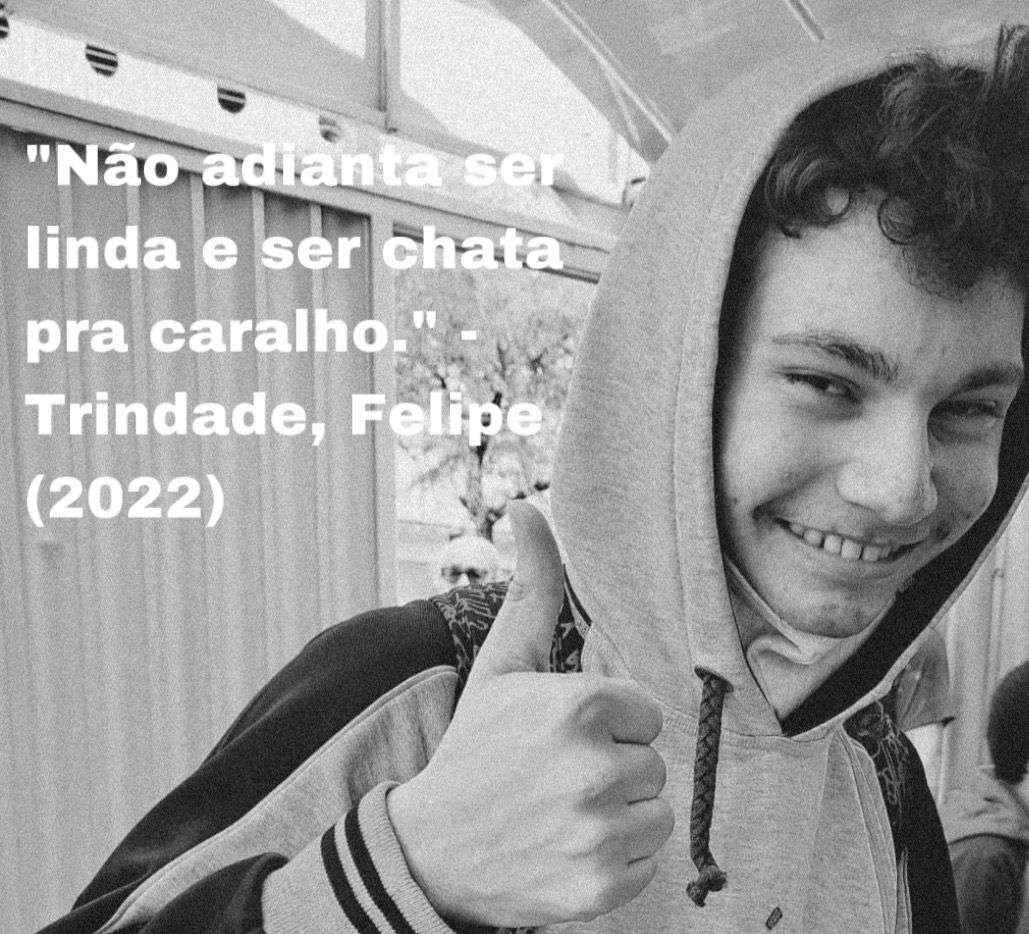 "Não adianta ser
linda e ser chata
pra caralho." -
Trindade, Felipe
(2022)